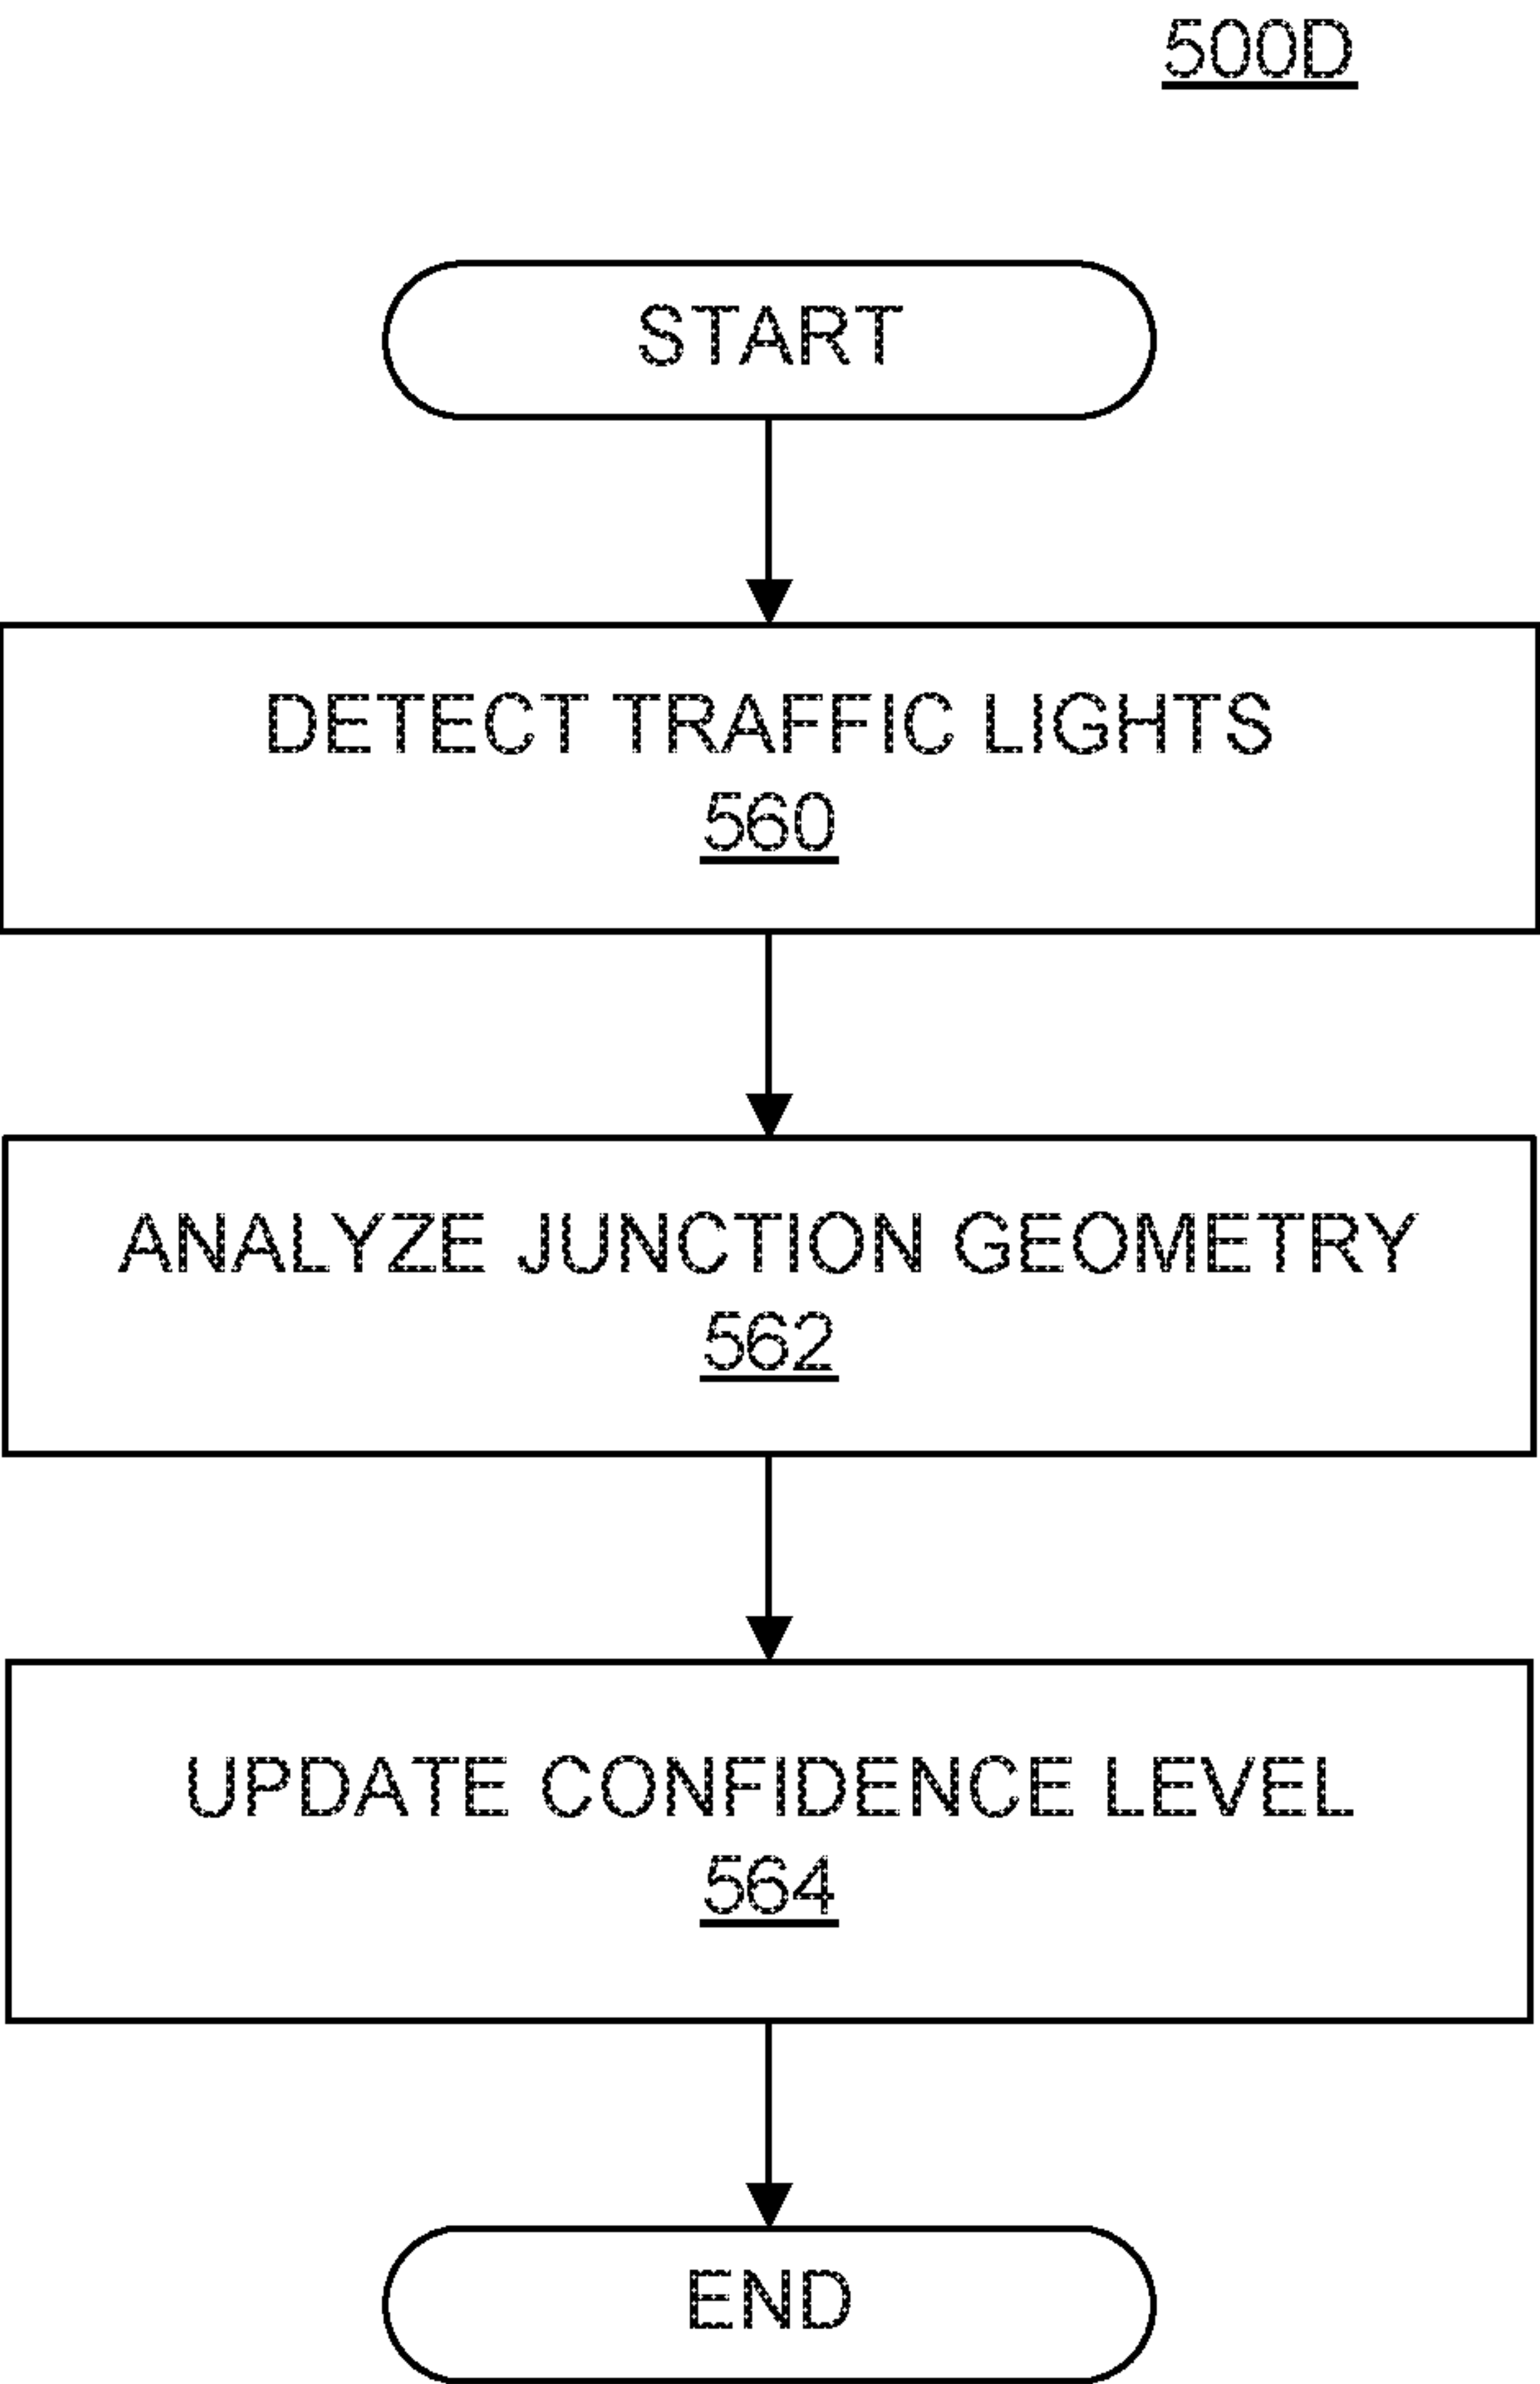 500D
START
DETECT TRAFFIC LIGHTS
560
ANALYZE JUNCTION GEOMETRY
562
UPDATE CONFIDENCE LEVEL
564
END